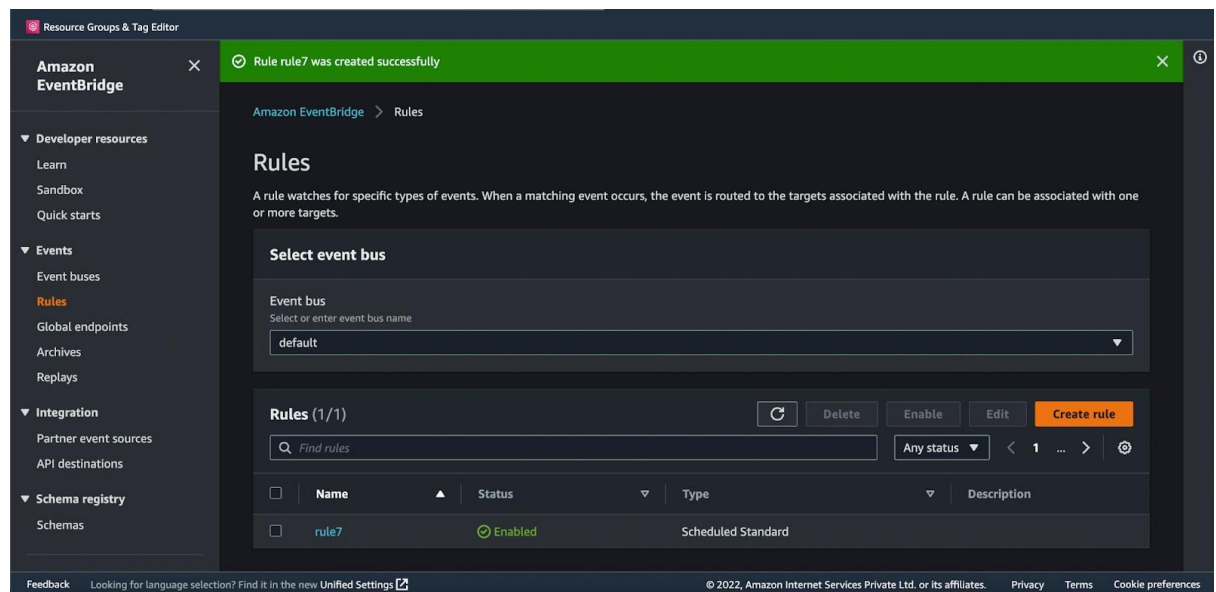 Resource Groups & Tag Editor
Amazon
EventBridge
Developer resources
Learn
Sandbox
Quick starts
Events
Event buses
Rules
Global endpoints
Archives
Replays
Integration
Partner event sources
API destinations
Schema registry
Schemas
Rule rule7 was created successfully
Amazon EventBridge > Rules
Rules
A rule watches for specific types of events. When a matching event occurs, the event is routed to the targets associated with the rule. A rule can be associated with one
or more targets.
Select event bus
Event bus
Select or enter event bus name
default
Rules (1/1) Delete Enable Edit Create rule
Find rules Any status 1 ...
Name Status Type Description
rule7 Enabled Scheduled Standard
Feedback Looking for language selection? Find it in the new Unified Settings © 2022, Amazon Internet Services Private Ltd. or its affiliates. Privacy Terms Cookie preferences